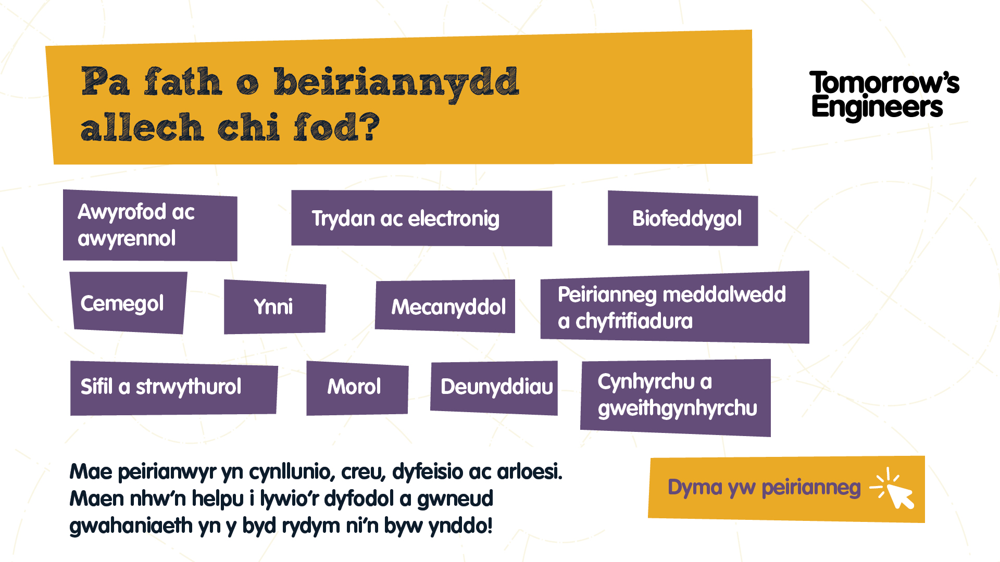 Pa fath o beiriannydd
allech chi fod?
Tomorrow's
Engineers
Awyrofod ac
awyrennol
Trydan ac electronig
Biofeddygol
Cemegol
Ynni
Mecanyddol
Peirianneg meddalwedd
a chyfrifiadura
Sifil a strwythurol
Morol
Deunyddiau
Cynhyrchu a
gweithgynhyrchu
Mae peirianwyr yn cynllunio, creu, dyfeisio ac arloesi.
Maen nhw'n helpu i lywio'r dyfodol a gwneud
gwahaniaeth yn y byd rydym ni'n byw ynddo!
Dyma yw peirianneg